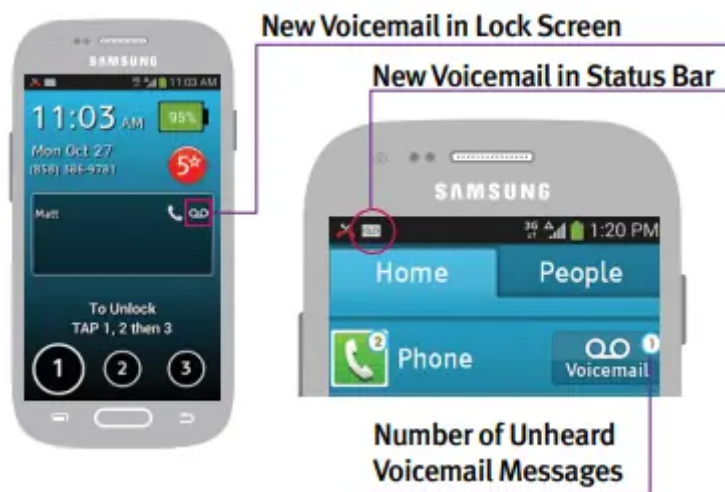 New Voicemail in Lock Screen
New Voicemail in Status Bar
SAMSUNG
3G 11:03 AM
11:03 AM 95%
Mon Oct 27
(858) 386-9781
5
Matt
To Unlock
TAP 1, 2 then 3
1 2 3
SAMSUNG
3G 1:20 PM
Home People
2 Phone 1
Voicemail
Number of Unheard
Voicemail Messages